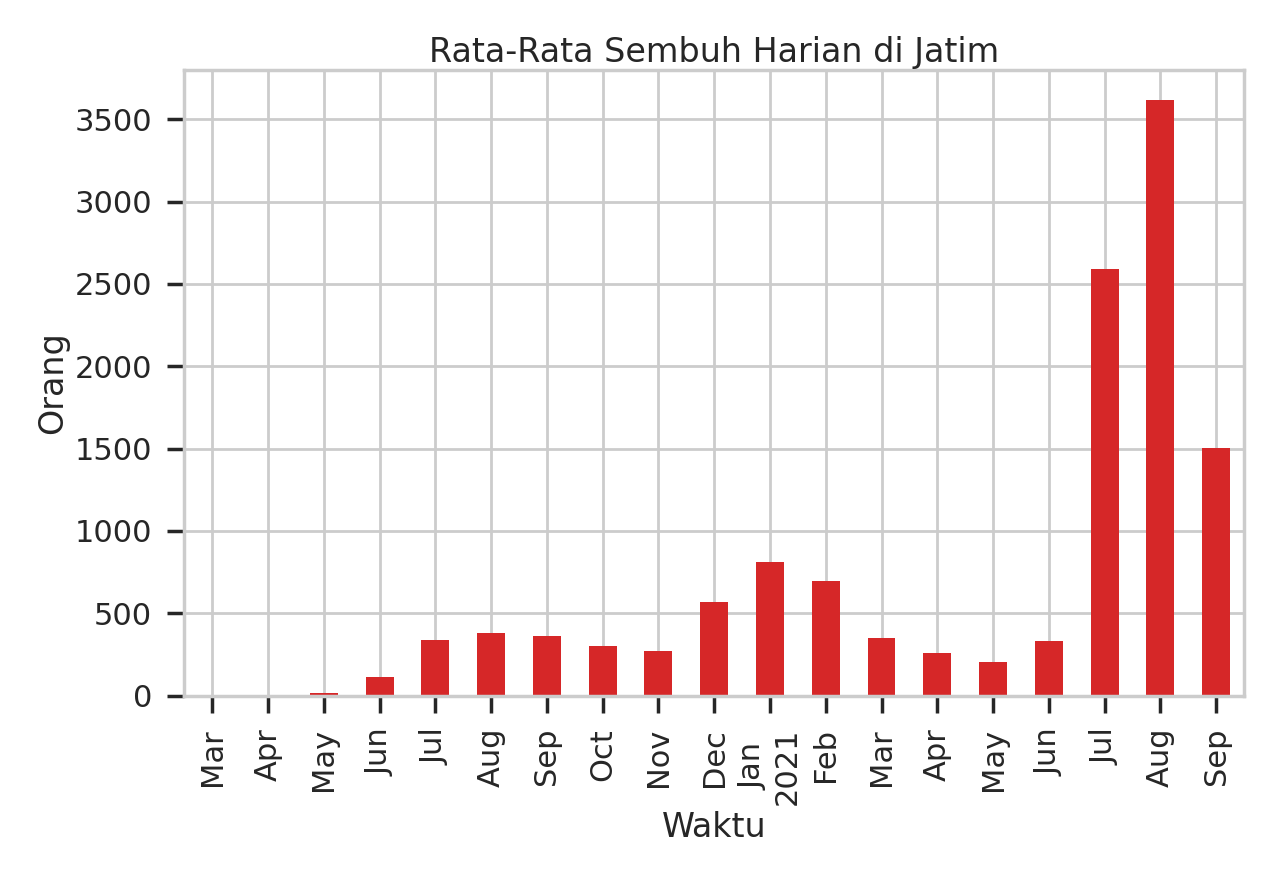 Rata-Rata Sembuh Harian di Jatim
3500
3000
2500
2000
1500
1000
500
0
Orang
Mar
Apr
May
Jun
Jul
Aug
Sep
Oct
Nov
Dec
Jan
2021
Feb
Mar
Apr
May
Jun
Jul
Aug
Sep
Waktu